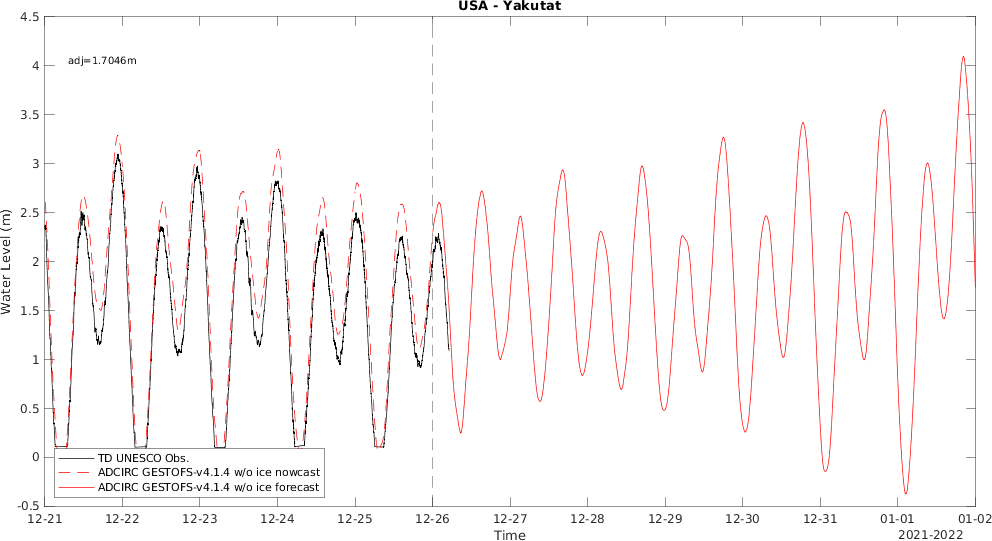 USA - Yakutat
4.5
4
3.5
3
2.5
2
1.5
1
0.5
0
-0.5
Water Level (m)
adj=1.7046m
TD UNESCO Obs.
ADCIRC GESTOFS-v4.1.4 w/o ice nowcast
ADCIRC GESTOFS-v4.1.4 w/o ice forecast
12-21 12-22 12-23 12-24 12-25 12-26 12-27 12-28 12-29 12-30 12-31 01-01 01-02
Time
2021-2022